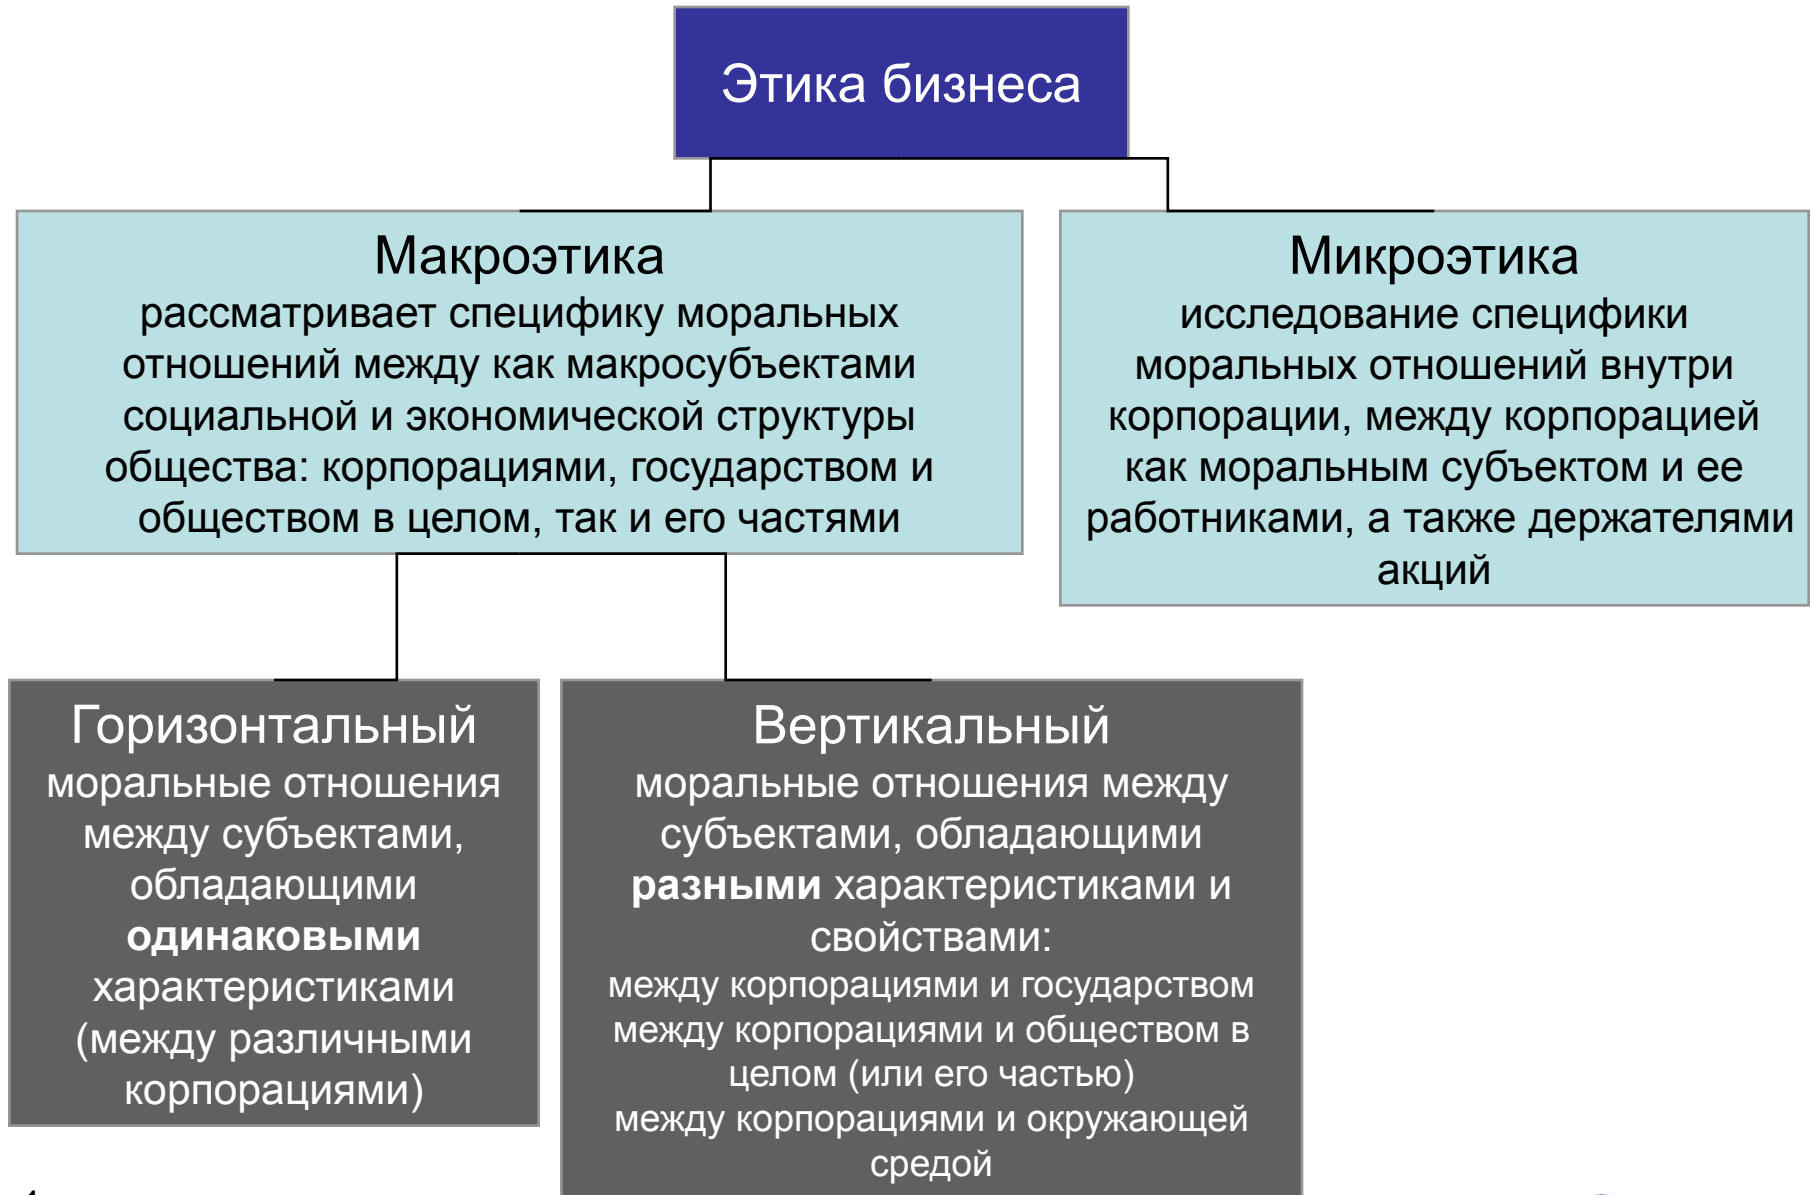 Этика бизнеса
Макроэтика
рассматривает специфику моральных
отношений между как макросубъектами
социальной и экономической структуры
общества: корпорациями, государством и
обществом в целом, так и его частями
Микроэтика
исследование специфики
моральных отношений внутри
корпорации, между корпорацией
как моральным субъектом и ее
работниками, а также держателями
акций
Горизонтальный
моральные отношения
между субъектами,
обладающими
одинаковыми
характеристиками
(между различными
корпорациями)
Вертикальный
моральные отношения между
субъектами, обладающими
разными характеристиками и
свойствами:
между корпорациями и государством
между корпорациями и обществом в
целом (или его частью)
между корпорациями и окружающей
средой